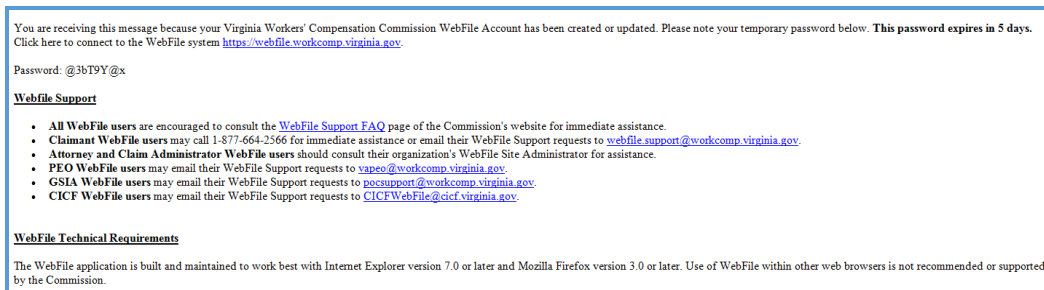 You are receiving this message because your Virginia Workers' Compensation Commission WebFile Account has been created or updated. Please note your temporary password below. This password expires in 5 days.
Click here to connect to the WebFile system https://webfile.workcomp.virginia.gov.
Password: @3bT9Y@x
Webfile Support
• All WebFile users are encouraged to consult the WebFile Support FAQ page of the Commission's website for immediate assistance.
• Claimant WebFile users may call 1-877-664-2566 for immediate assistance or email their WebFile Support requests to webfile.support@workcomp.virginia.gov.
• Attorney and Claim Administrator WebFile users should consult their organization's WebFile Site Administrator for assistance.
• PEO WebFile users may email their WebFile Support requests to vapeo@workcomp.virginia.gov.
• GSIA WebFile users may email their WebFile Support requests to pocsupport@workcomp.virginia.gov.
• CICF WebFile users may email their WebFile Support requests to CICFWebFile@cicf.virginia.gov.
WebFile Technical Requirements
The WebFile application is built and maintained to work best with Internet Explorer version 7.0 or later and Mozilla Firefox version 3.0 or later. Use of WebFile within other web browsers is not recommended or supported
by the Commission.